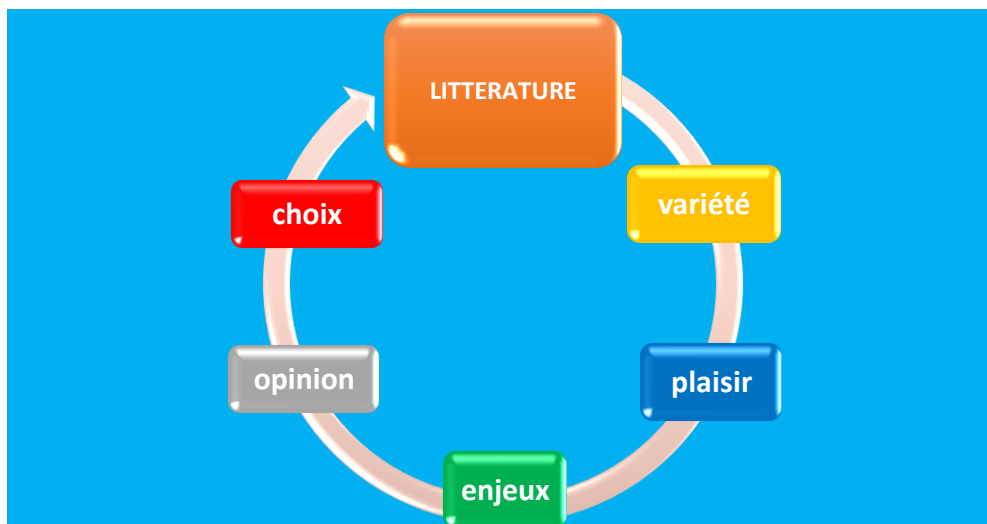 LITTERATURE
variété
plaisir
enjeux
opinion
choix